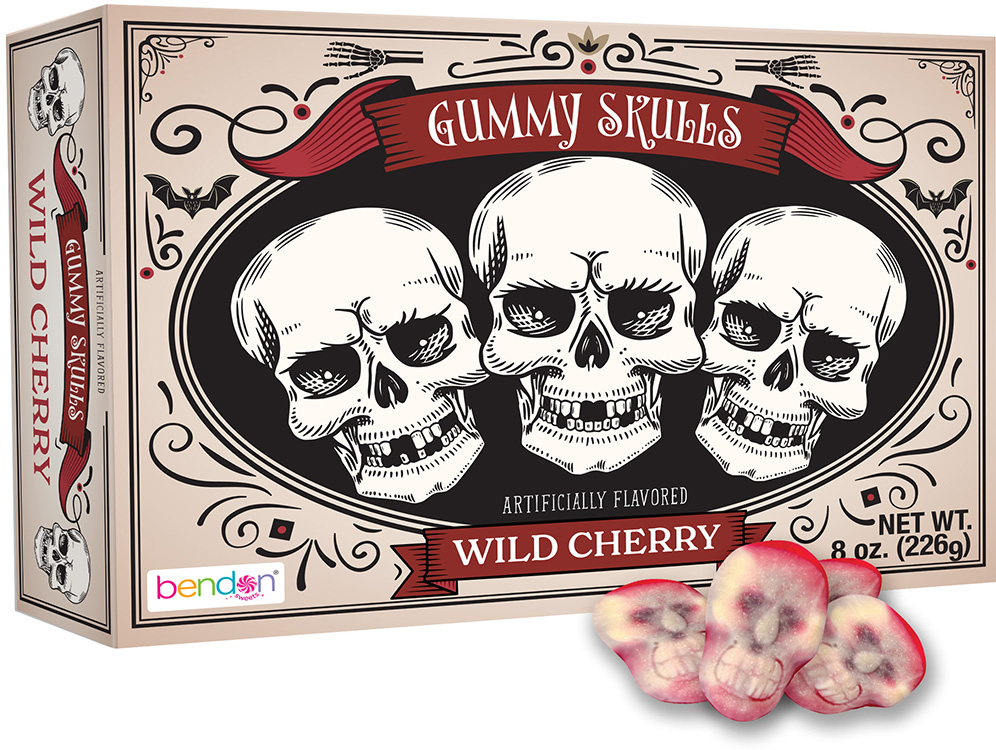 GUMMY SKULLS
ARTIFICIALLY FLAVORED
WILD CHERRY
NET WT.
8 oz. (226g)
WILD CHERRY
GUMMY SKULLS
ARTIFICIALLY FLAVORED
bendon®
sweets